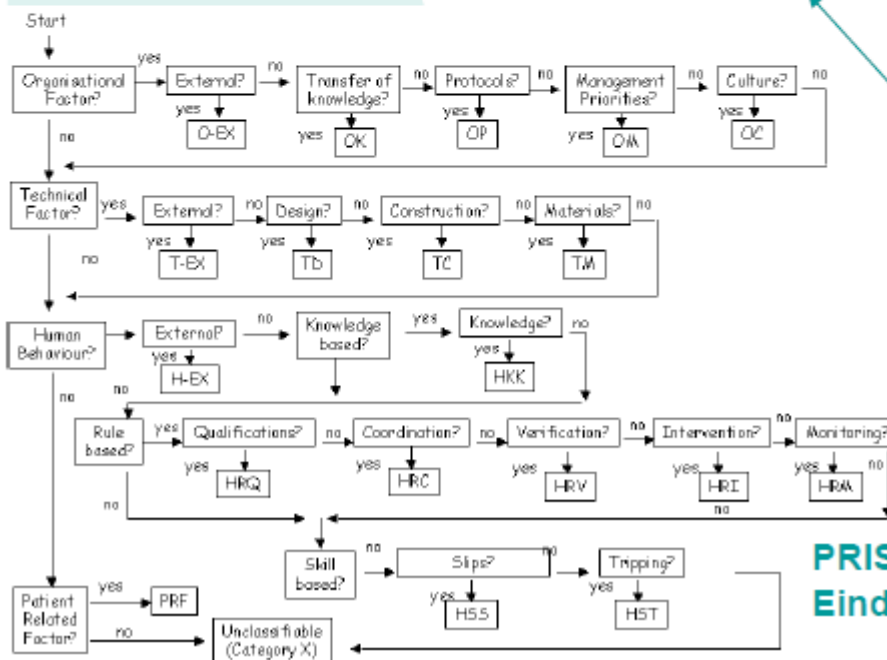 Start
yes
no
no
no
no
no
Organisational
Factor?
External?
Transfer of
knowledge?
Protocols?
Management
Priorities?
Culture?
yes
yes
yes
yes
yes
O-EX
OK
OP
OM
OC
no
Technical
Factor?
yes
External?
no
Design?
no
Construction?
no
Materials?
no
yes
yes
yes
yes
T-EX
TD
TC
TM
no
Human
Behaviour?
External?
no
Knowledge
based?
yes
Knowledge?
no
yes
yes
H-EX
HKK
no
no
Rule
based?
yes
Qualifications?
no
Coordination?
no
Verification?
no
Intervention?
no
Monitoring?
yes
yes
yes
yes
yes
no
HRQ
HRC
HRV
HRI
HRM
no
no
Skill
based?
no
Slips?
no
Tripping?
yes
yes
HSS
HST
PRIS
Eind
Patient
Related
Factor?
yes
PRF
no
Unclassifiable
(Category X)